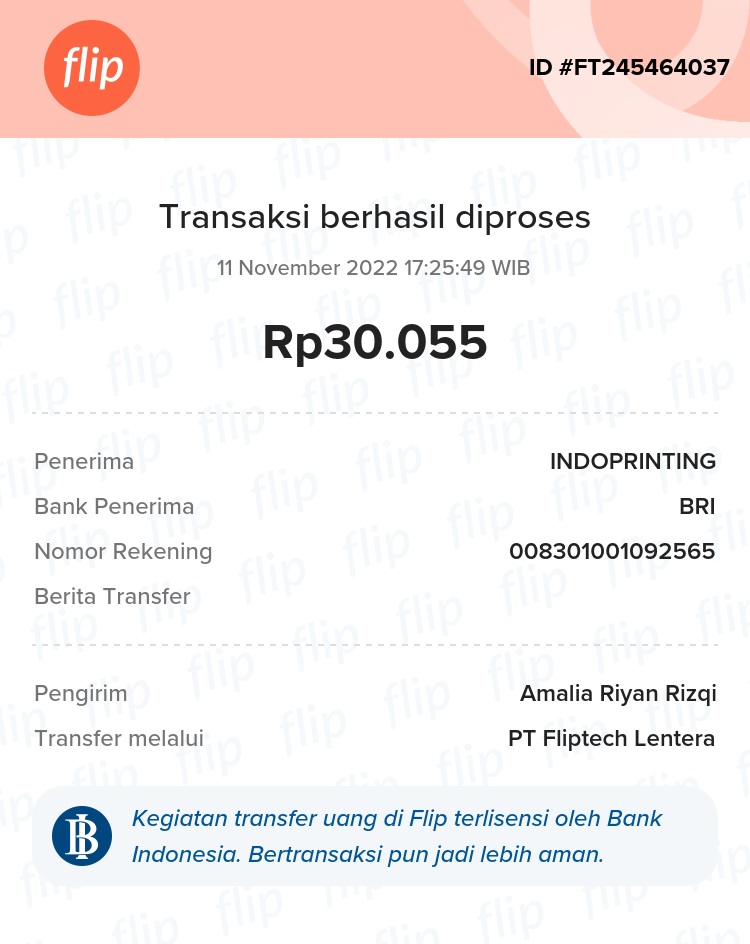 flip
ID #FT245464037
Transaksi berhasil diproses
11 November 2022 17:25:49 WIB
Rp30.055
Penerima INDOPRINTING
Bank Penerima BRI
Nomor Rekening 008301001092565
Berita Transfer
Pengirim Amalia Riyan Rizqi
Transfer melalui PT Fliptech Lentera
Kegiatan transfer uang di Flip terlisensi oleh Bank
Indonesia. Bertransaksi pun jadi lebih aman.